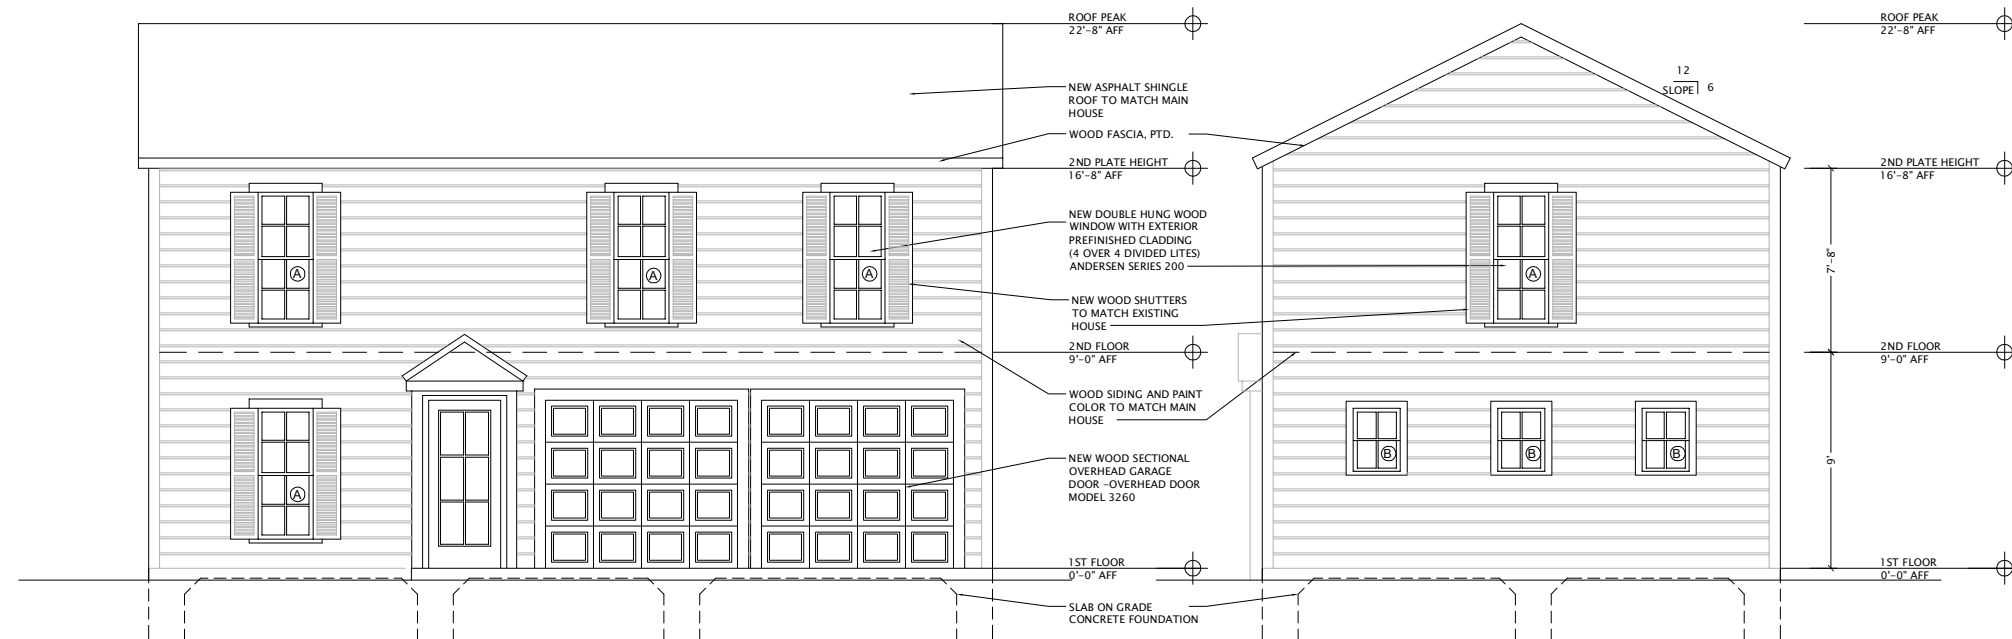 ROOF PEAK
22'-8" AFF
NEW ASPHALT SHINGLE
ROOF TO MATCH MAIN
HOUSE
WOOD FASCIA, PTD.
2ND PLATE HEIGHT
16'-8" AFF
NEW DOUBLE HUNG WOOD
WINDOW WITH EXTERIOR
PREFINISHED CLADDING
(4 OVER 4 DIVIDED LITES)
ANDERSEN SERIES 200
NEW WOOD SHUTTERS
TO MATCH EXISTING
HOUSE
2ND FLOOR
9'-0" AFF
WOOD SIDING AND PAINT
COLOR TO MATCH MAIN
HOUSE
NEW WOOD SECTIONAL
OVERHEAD GARAGE
DOOR -OVERHEAD DOOR
MODEL 3260
1ST FLOOR
0'-0" AFF
SLAB ON GRADE
CONCRETE FOUNDATION
A
A
A
A
12
SLOPE 6
A
B
B
B
ROOF PEAK
22'-8" AFF
2ND PLATE HEIGHT
16'-8" AFF
7'-8"
2ND FLOOR
9'-0" AFF
9'
1ST FLOOR
0'-0" AFF